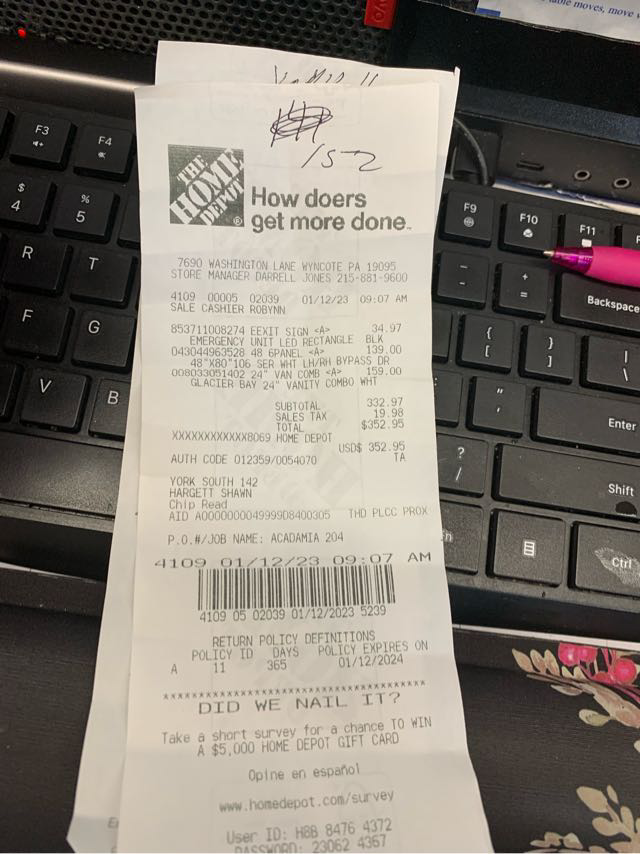 152
THE HOME DEPOT
How doers
get more done™
7690 WASHINGTON LANE WYNCOTE PA 19095
STORE MANAGER DARRELL JONES 215-881-9600
4109 00005 02039 01/12/23 09:07 AM
SALE CASHIER ROBYNN
853711008274 EEXIT SIGN <A> 34.97
EMERGENCY UNIT LED RECTANGLE BLK
043044963528 48 6PANEL <A> 139.00
48"X80"106 SER WHT LH/RH BYPASS DR
008033051402 24" VAN COMB <A> 159.00
GLACIER BAY 24" VANITY COMBO WHT
SUBTOTAL 332.97
SALES TAX 19.98
TOTAL $352.95
XXXXXXXXXXXX8069 HOME DEPOT
USD$ 352.95
AUTH CODE 012359/0054070 TA
YORK SOUTH 142
HARGETT SHAWN
Chip Read
AID A0000000049999D8400305 THD PLCC PROX
P.O.#/JOB NAME: ACADAMIA 204
4109 01/12/23 09:07 AM
4109 05 02039 01/12/2023 5239
RETURN POLICY DEFINITIONS
POLICY ID DAYS POLICY EXPIRES ON
A 11 365 01/12/2024
DID WE NAIL IT?
Take a short survey for a chance TO WIN
A $5,000 HOME DEPOT GIFT CARD
Opine en español
www.homedepot.com/survey
User ID: H8B 8476 4372
PASSWORD: 23062 4367
F3
F4
$ 4
% 5
R
T
F
G
V
B
F9
F10
F11
Backspace
{ [
} ]
Enter
? /
Shift
Ctrl